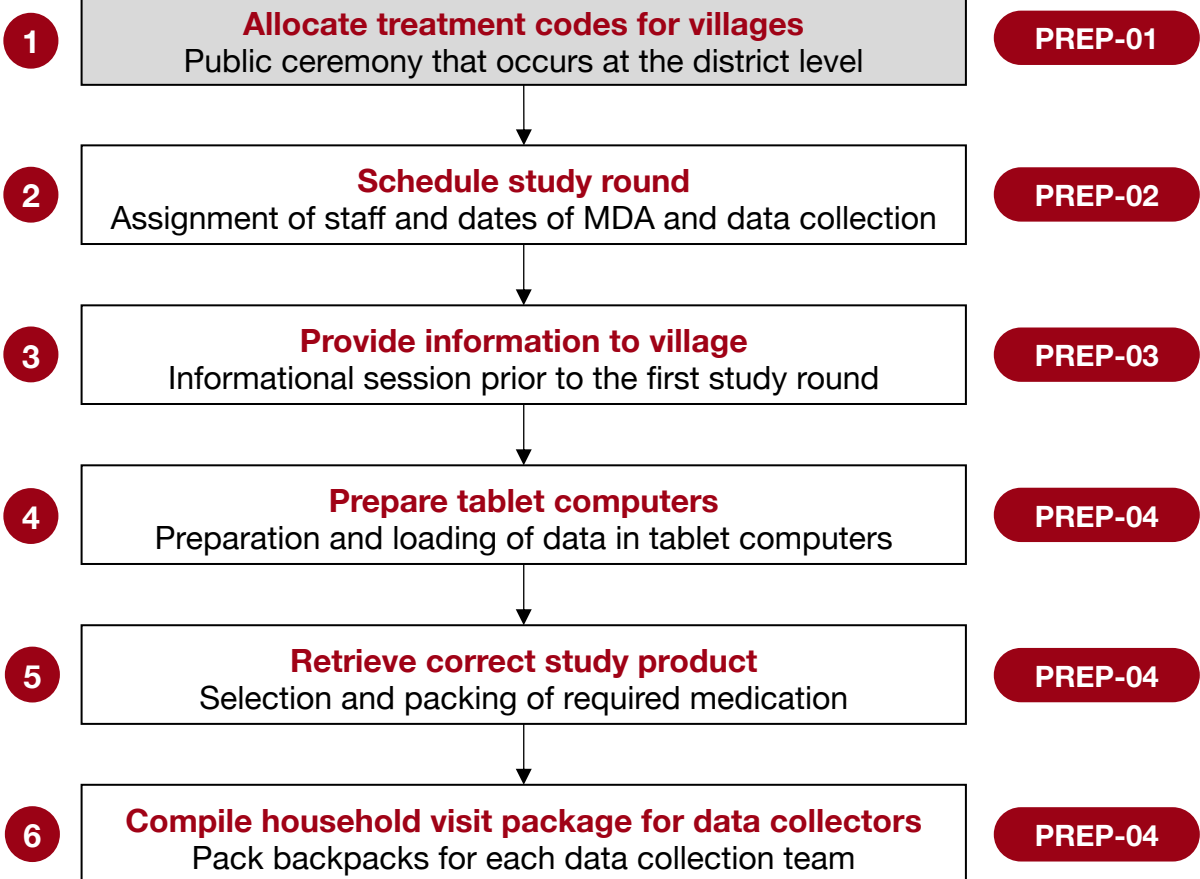 1
Allocate treatment codes for villages
Public ceremony that occurs at the district level
PREP-01
2
Schedule study round
Assignment of staff and dates of MDA and data collection
PREP-02
3
Provide information to village
Informational session prior to the first study round
PREP-03
4
Prepare tablet computers
Preparation and loading of data in tablet computers
PREP-04
5
Retrieve correct study product
Selection and packing of required medication
PREP-04
6
Compile household visit package for data collectors
Pack backpacks for each data collection team
PREP-04